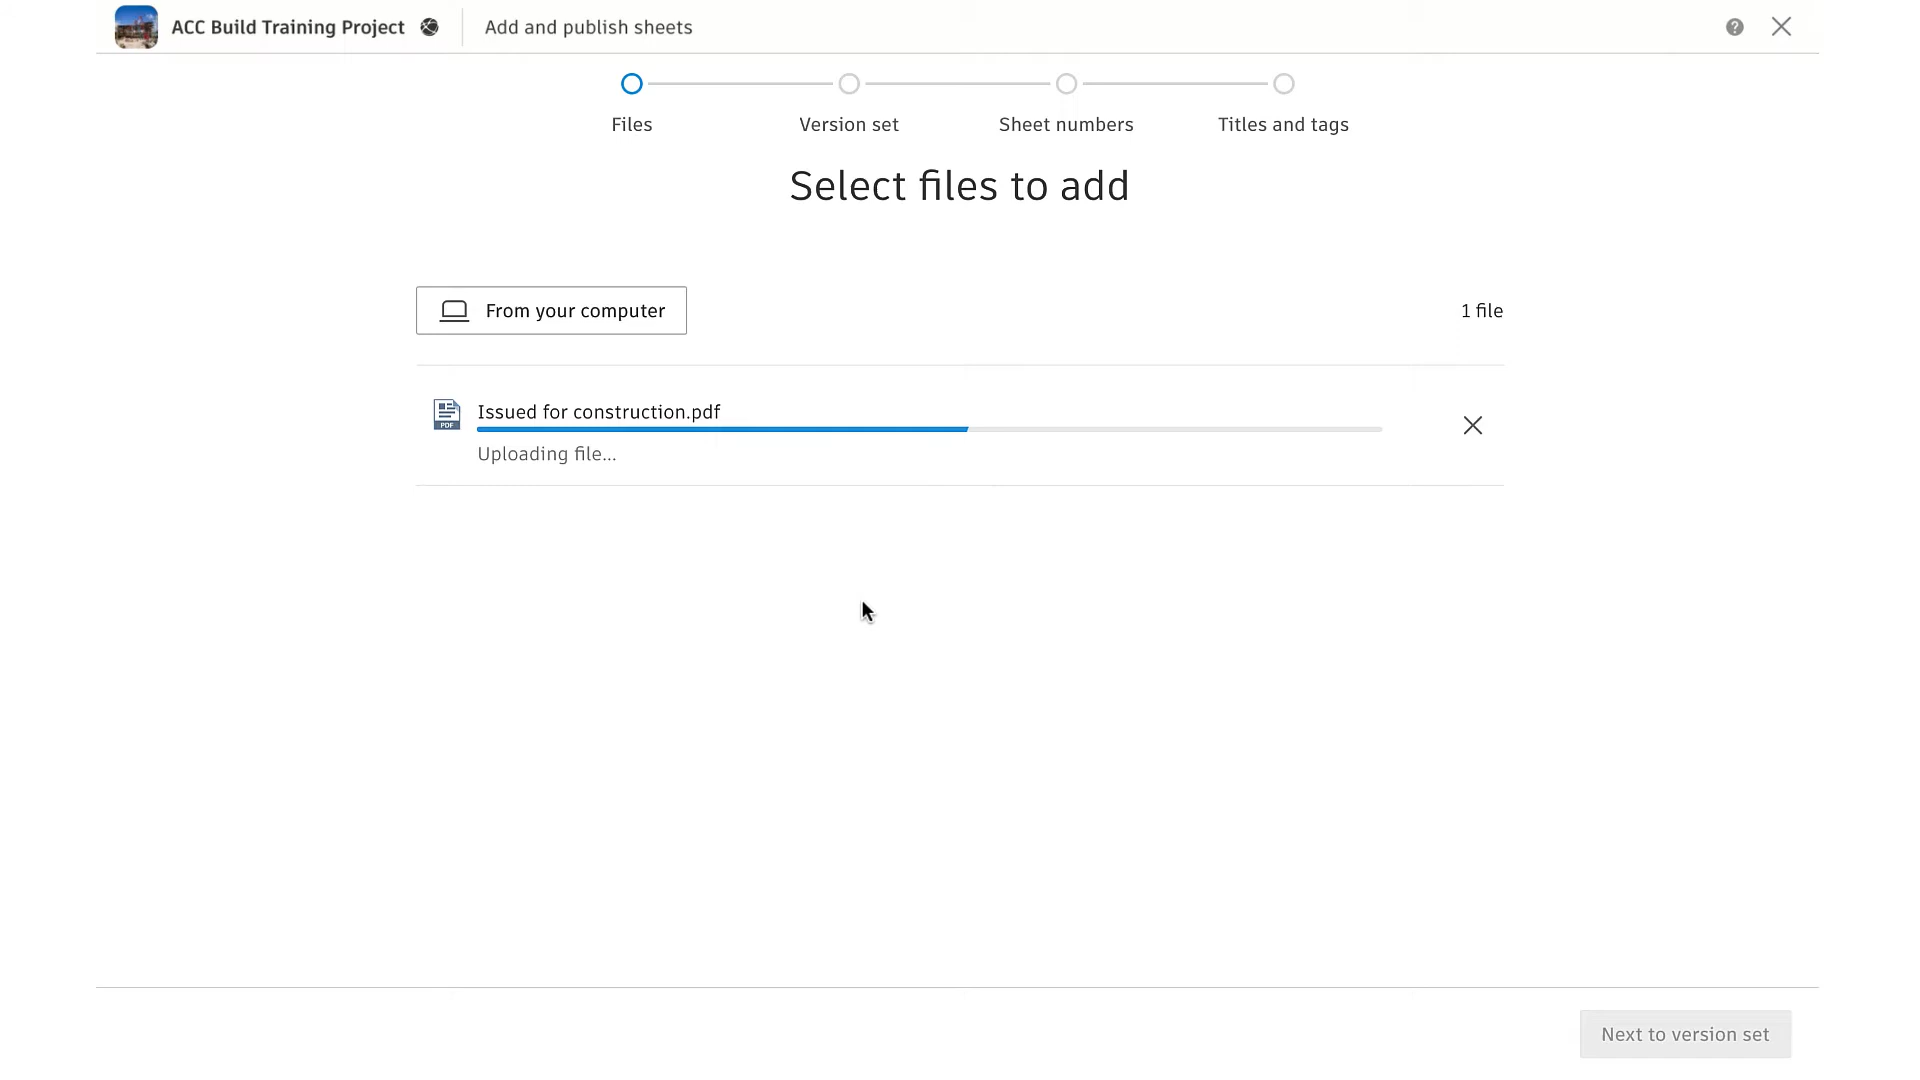 ACC Build Training Project
Add and publish sheets
Files
Version set
Sheet numbers
Titles and tags
Select files to add
From your computer
1 file
PDF
Issued for construction.pdf
Uploading file...
Next to version set